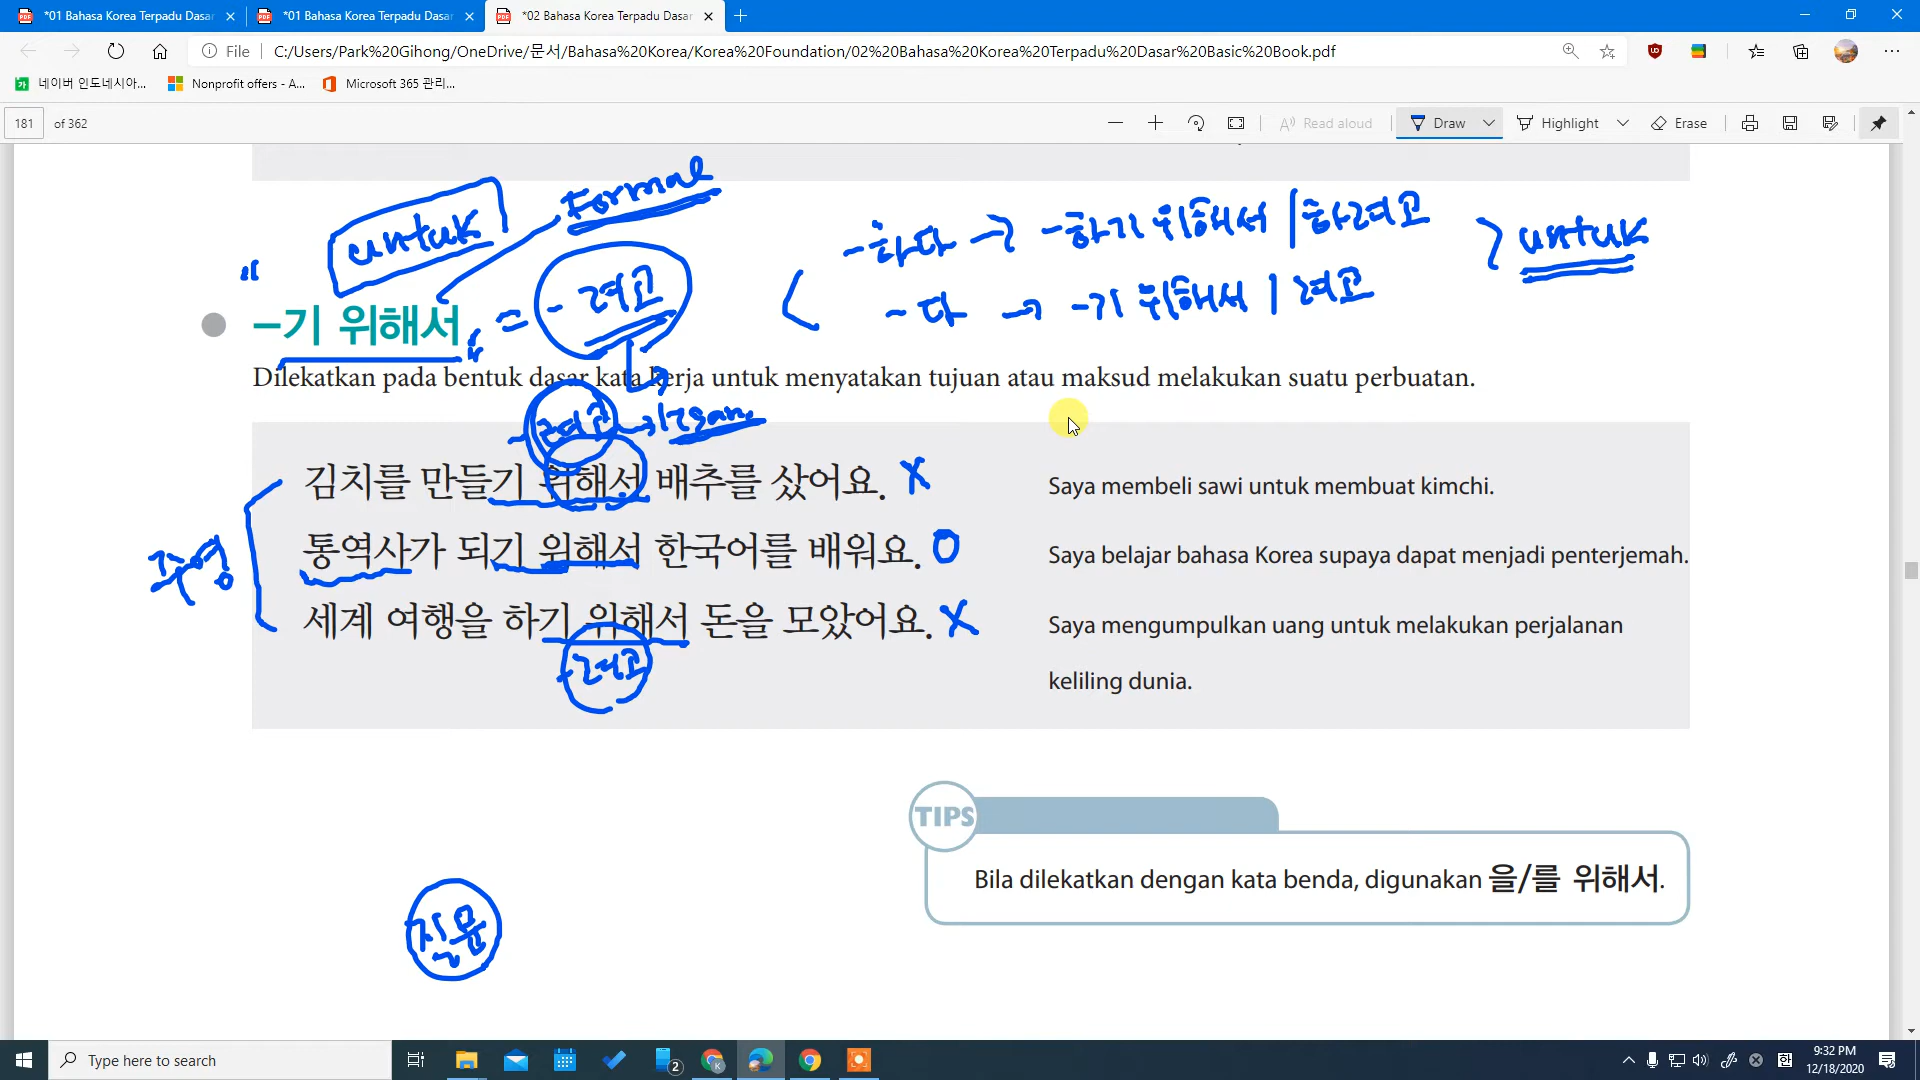 *01 Bahasa Korea Terpadu Dasar
*01 Bahasa Korea Terpadu Dasar
*02 Bahasa Korea Terpadu Dasar
File
C:/Users/Park%20Gihong/OneDrive/문서/Bahasa%20Korea/Korea%20Foundation/02%20Bahasa%20Korea%20Terpadu%20Dasar%20Basic%20Book.pdf
네이버 인도네시아... Nonprofit offers - A... Microsoft 365 관리...
181 of 362 Read aloud Draw Highlight Erase
untuk Formal
-하다 → -하기 위해서 | 하려고
untuk
-다 → -기 위해서 | 려고
–기 위해서 = -려고
Dilekatkan pada bentuk dasar kata kerja untuk menyatakan tujuan atau maksud melakukan suatu perbuatan.
-려고 → lisan
김치를 만들기 위해서 배추를 샀어요. X
Saya membeli sawi untuk membuat kimchi.
통역사가 되기 위해서 한국어를 배워요. O
Saya belajar bahasa Korea supaya dapat menjadi penterjemah.
세계 여행을 하기 위해서 돈을 모았어요. X
Saya mengumpulkan uang untuk melakukan perjalanan
keliling dunia.
-려고
TIPS
Bila dilekatkan dengan kata benda, digunakan 을/를 위해서.
질문
Type here to search
2
9:32 PM
12/18/2020